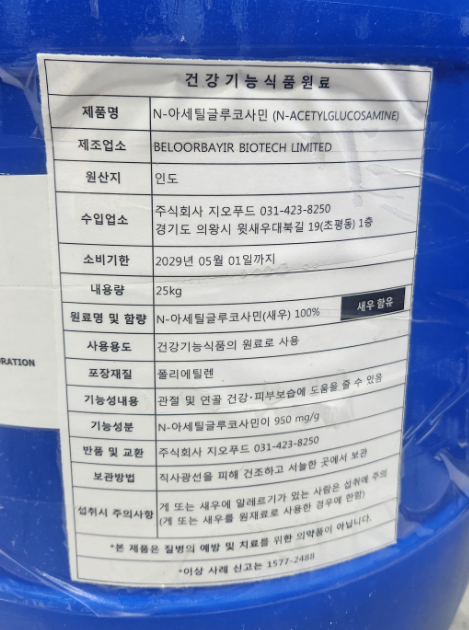 건강기능식품원료
제품명 N-아세틸글루코사민 (N-ACETYLGLUCOSAMINE)
제조업소 BELOORBAYIR BIOTECH LIMITED
원산지 인도
수입업소 주식회사 지오푸드 031-423-8250
경기도 의왕시 윗새우대북길 19(초평동) 1층
소비기한 2029년 05월 01일까지
내용량 25kg
원료명 및 함량 N-아세틸글루코사민(새우) 100% 새우 함유
사용용도 건강기능식품의 원료로 사용
RATION
포장재질 폴리에틸렌
기능성내용 관절 및 연골 건강·피부보습에 도움을 줄 수 있음
기능성분 N-아세틸글루코사민이 950 mg/g
반품 및 교환 주식회사 지오푸드 031-423-8250
보관방법 직사광선을 피해 건조하고 서늘한 곳에서 보관
섭취시 주의사항 게 또는 새우에 알레르기가 있는 사람은 섭취에 주의
(게 또는 새우를 원재료로 사용한 경우에 한함)
*본 제품은 질병의 예방 및 치료를 위한 의약품이 아닙니다.
*이상 사례 신고는 1577-2488